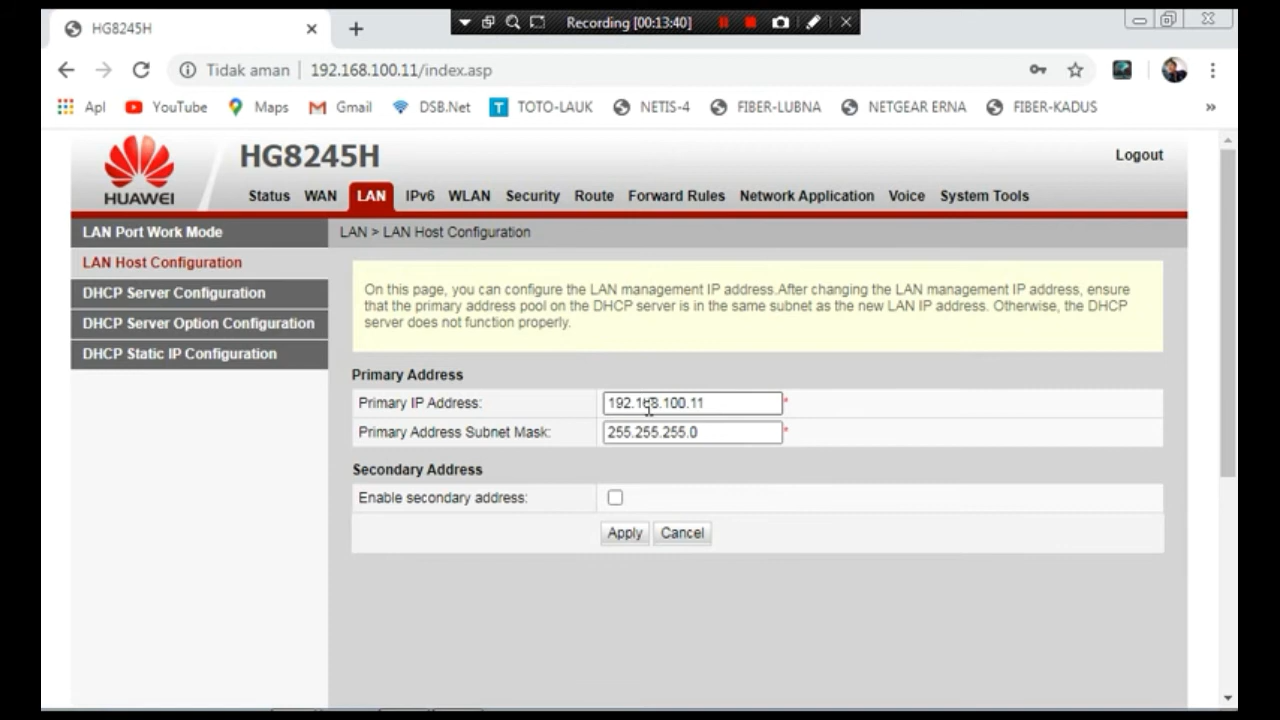 HG8245H
Recording [00:13:40]
Tidak aman | 192.168.100.11/index.asp
Apl YouTube Maps Gmail DSB.Net TOTO-LAUK NETIS-4 FIBER-LUBNA NETGEAR ERNA FIBER-KADUS »
HUAWEI
HG8245H
Logout
Status WAN LAN IPv6 WLAN Security Route Forward Rules Network Application Voice System Tools
LAN Port Work Mode
LAN Host Configuration
DHCP Server Configuration
DHCP Server Option Configuration
DHCP Static IP Configuration
LAN > LAN Host Configuration
On this page, you can configure the LAN management IP address.After changing the LAN management IP address, ensure
that the primary address pool on the DHCP server is in the same subnet as the new LAN IP address. Otherwise, the DHCP
server does not function properly.
Primary Address
Primary IP Address: 192.168.100.11 *
Primary Address Subnet Mask: 255.255.255.0 *
Secondary Address
Enable secondary address:
Apply Cancel